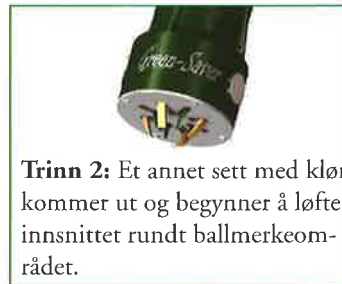 Green-Saver
Trinn 2: Et annet sett med klør
kommer ut og begynner å løfte
innsnittet rundt ballmerkeom-
rådet.